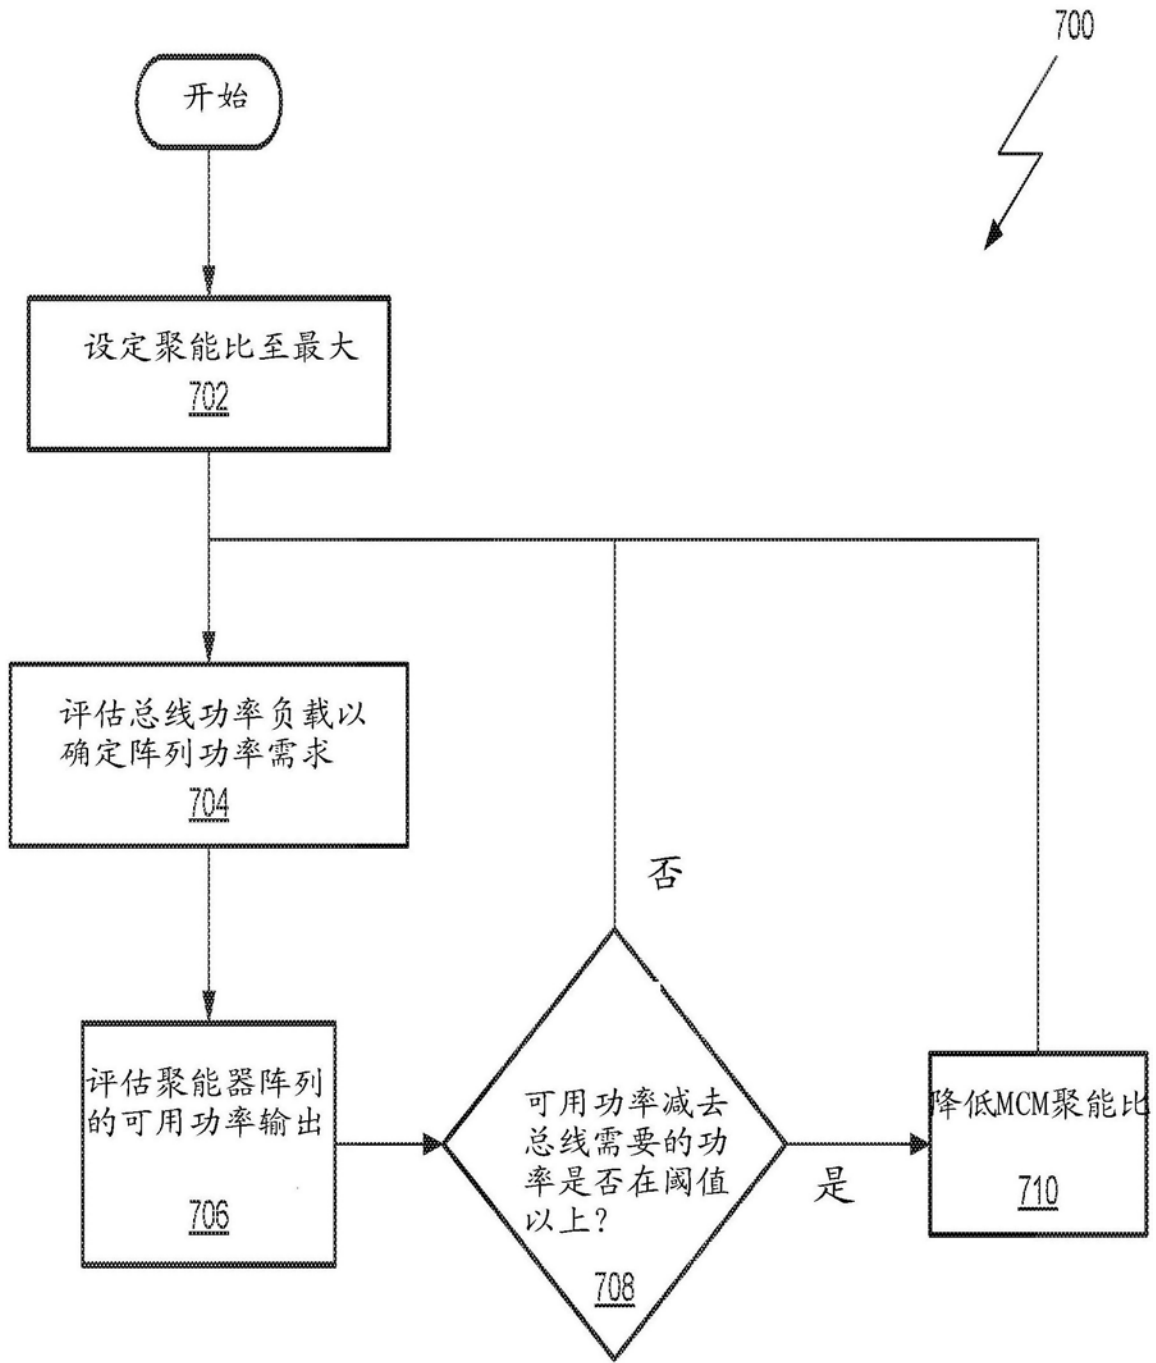 700
开始
设定聚能比至最大
702
评估总线功率负载以
确定阵列功率需求
704
否
评估聚能器阵列
的可用功率输出
706
可用功率减去
总线需要的功
率是否在阈值
以上?
708
是
降低MCM聚能比
710